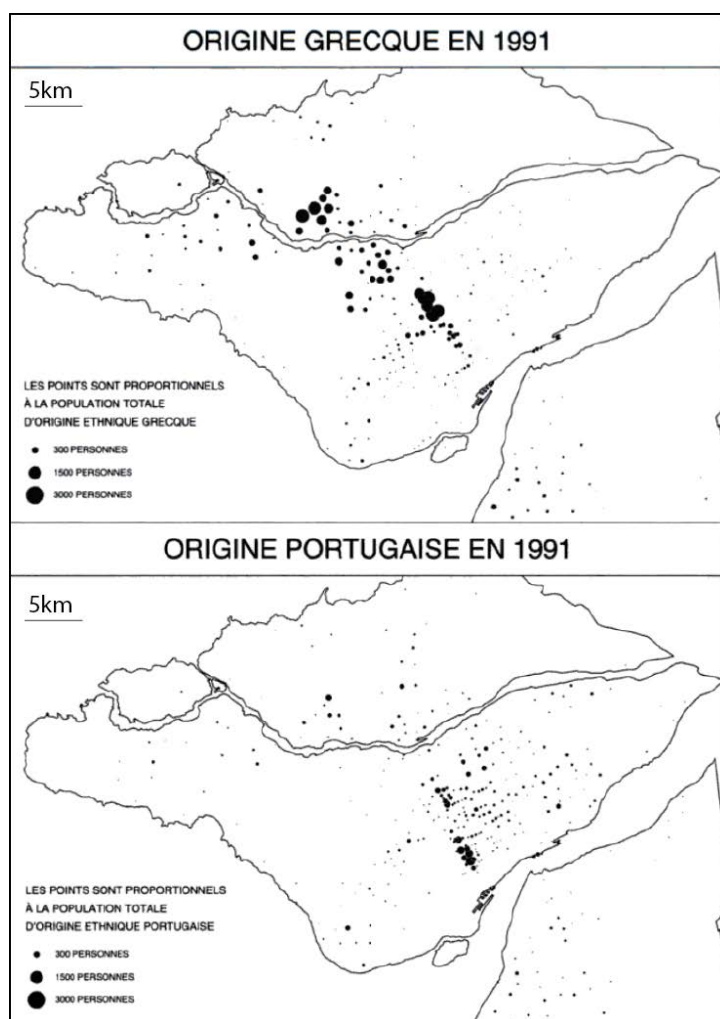 ORIGINE GRECQUE EN 1991
5km
LES POINTS SONT PROPORTIONNELS
À LA POPULATION TOTALE
D'ORIGINE ETHNIQUE GRECQUE
300 PERSONNES
1500 PERSONNES
3000 PERSONNES
ORIGINE PORTUGAISE EN 1991
5km
LES POINTS SONT PROPORTIONNELS
À LA POPULATION TOTALE
D'ORIGINE ETHNIQUE PORTUGAISE
300 PERSONNES
1500 PERSONNES
3000 PERSONNES